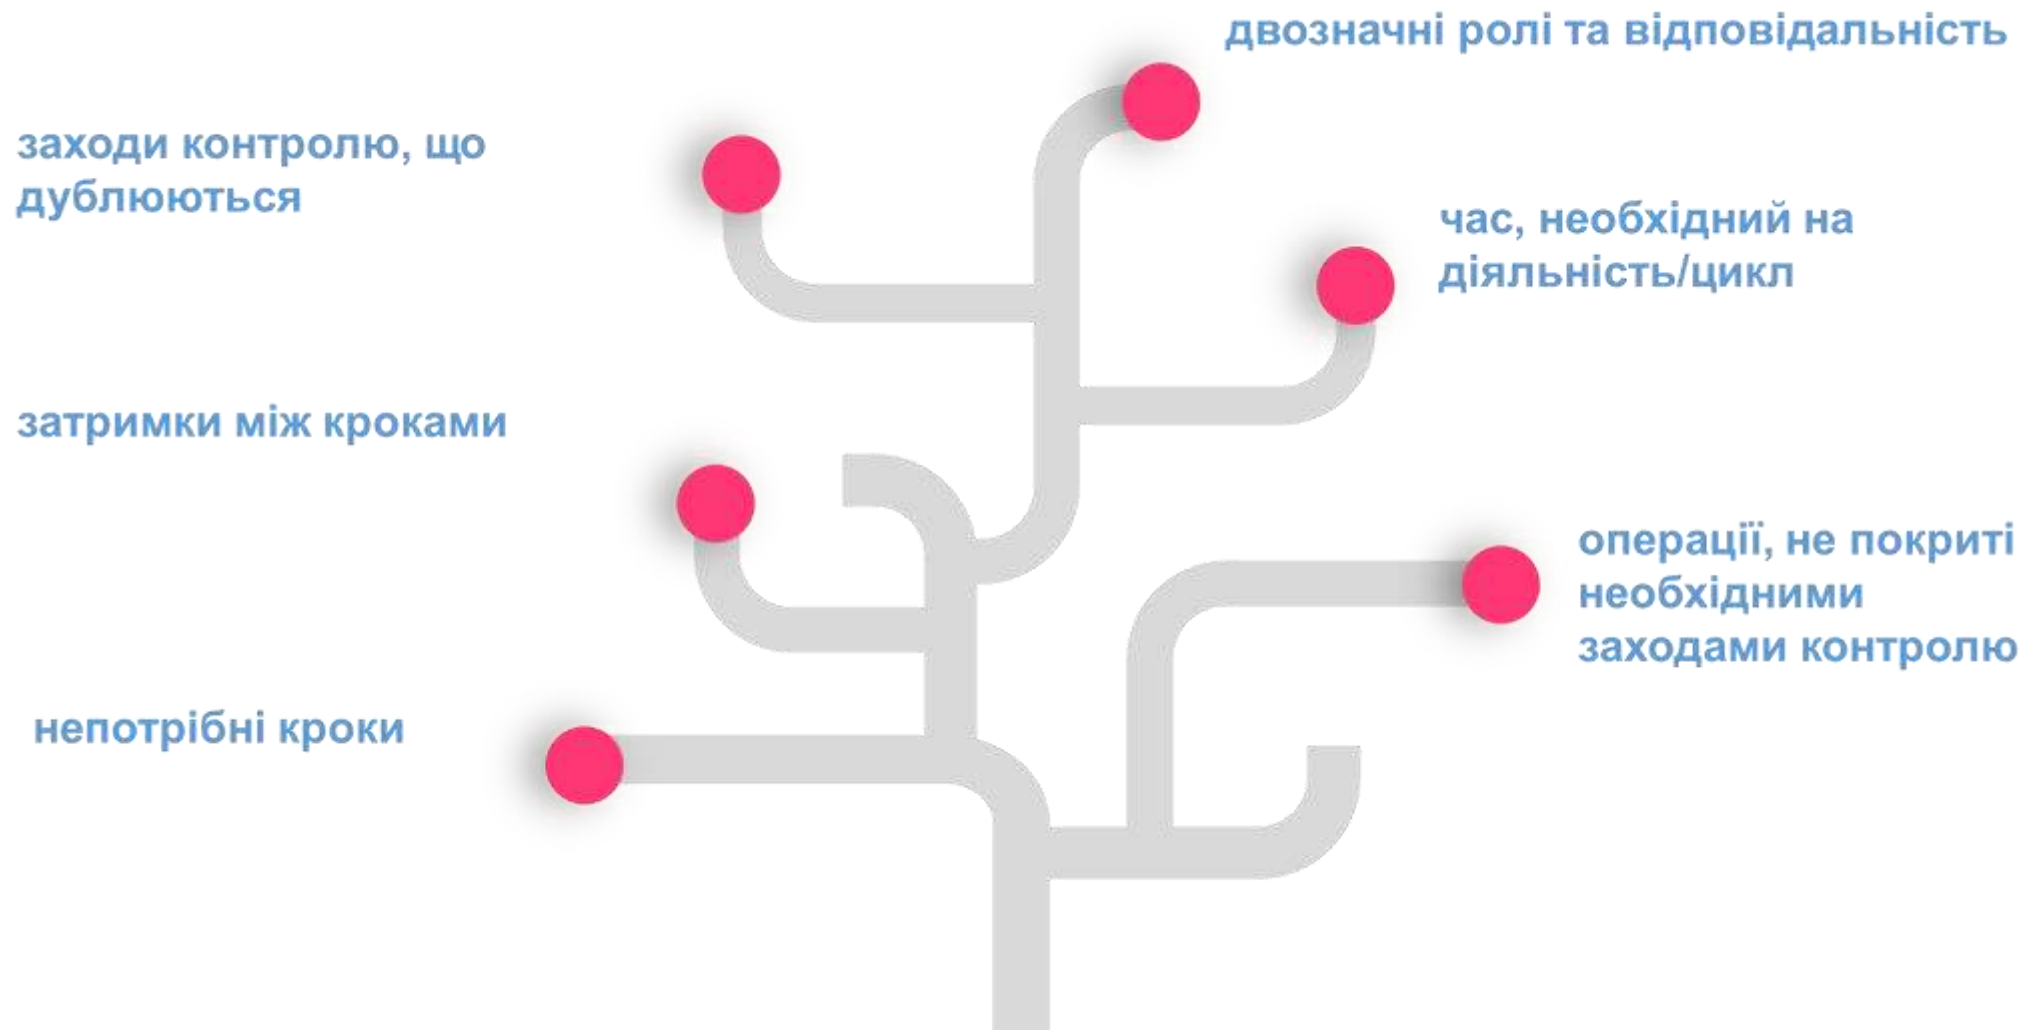 двозначні ролі та відповідальність
заходи контролю, що
дублюються
час, необхідний на
діяльність/цикл
затримки між кроками
операції, не покриті
необхідними
заходами контролю
непотрібні кроки